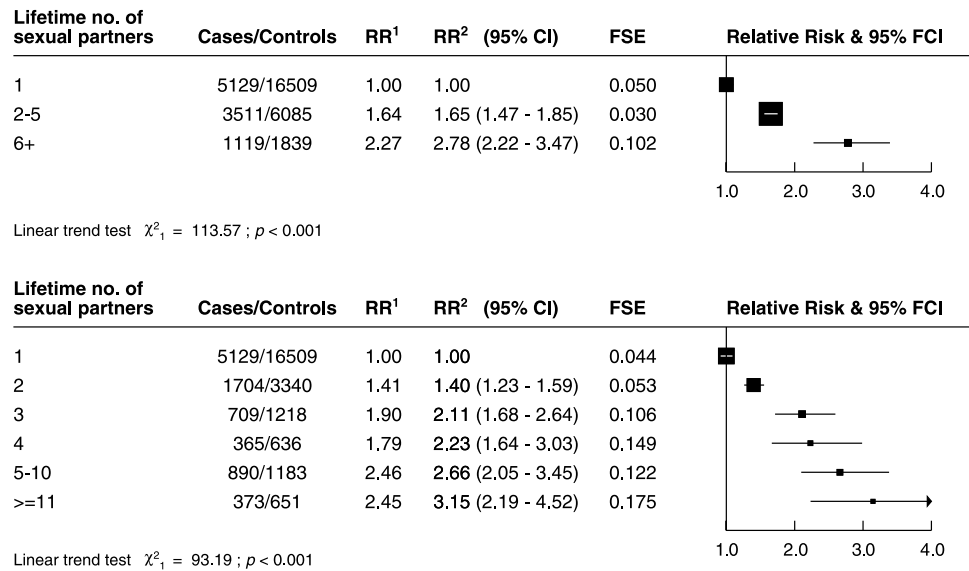 Lifetime no. of
sexual partners Cases/Controls RR¹ RR² (95% CI) FSE Relative Risk & 95% FCI
1 5129/16509 1.00 1.00 0.050
2-5 3511/6085 1.64 1.65 (1.47 - 1.85) 0.030
6+ 1119/1839 2.27 2.78 (2.22 - 3.47) 0.102
1.0 2.0 3.0 4.0
Linear trend test χ²₁ = 113.57 ; p < 0.001
Lifetime no. of
sexual partners Cases/Controls RR¹ RR² (95% CI) FSE Relative Risk & 95% FCI
1 5129/16509 1.00 1.00 0.044
2 1704/3340 1.41 1.40 (1.23 - 1.59) 0.053
3 709/1218 1.90 2.11 (1.68 - 2.64) 0.106
4 365/636 1.79 2.23 (1.64 - 3.03) 0.149
5-10 890/1183 2.46 2.66 (2.05 - 3.45) 0.122
>=11 373/651 2.45 3.15 (2.19 - 4.52) 0.175
1.0 2.0 3.0 4.0
Linear trend test χ²₁ = 93.19 ; p < 0.001